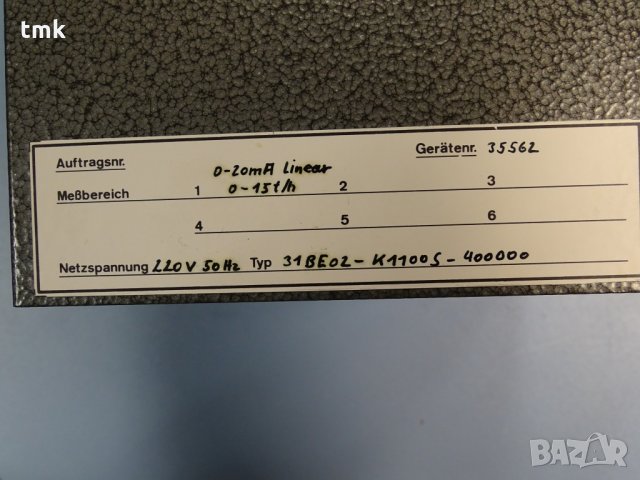 tmk
Auftragsnr. Gerätenr. 35562
0-20mA Linear
Meßbereich 1 0-15t/h 2 3
4 5 6
Netzspannung 220V 50Hz Typ 31BE02-K1100S-400000
BAZAR